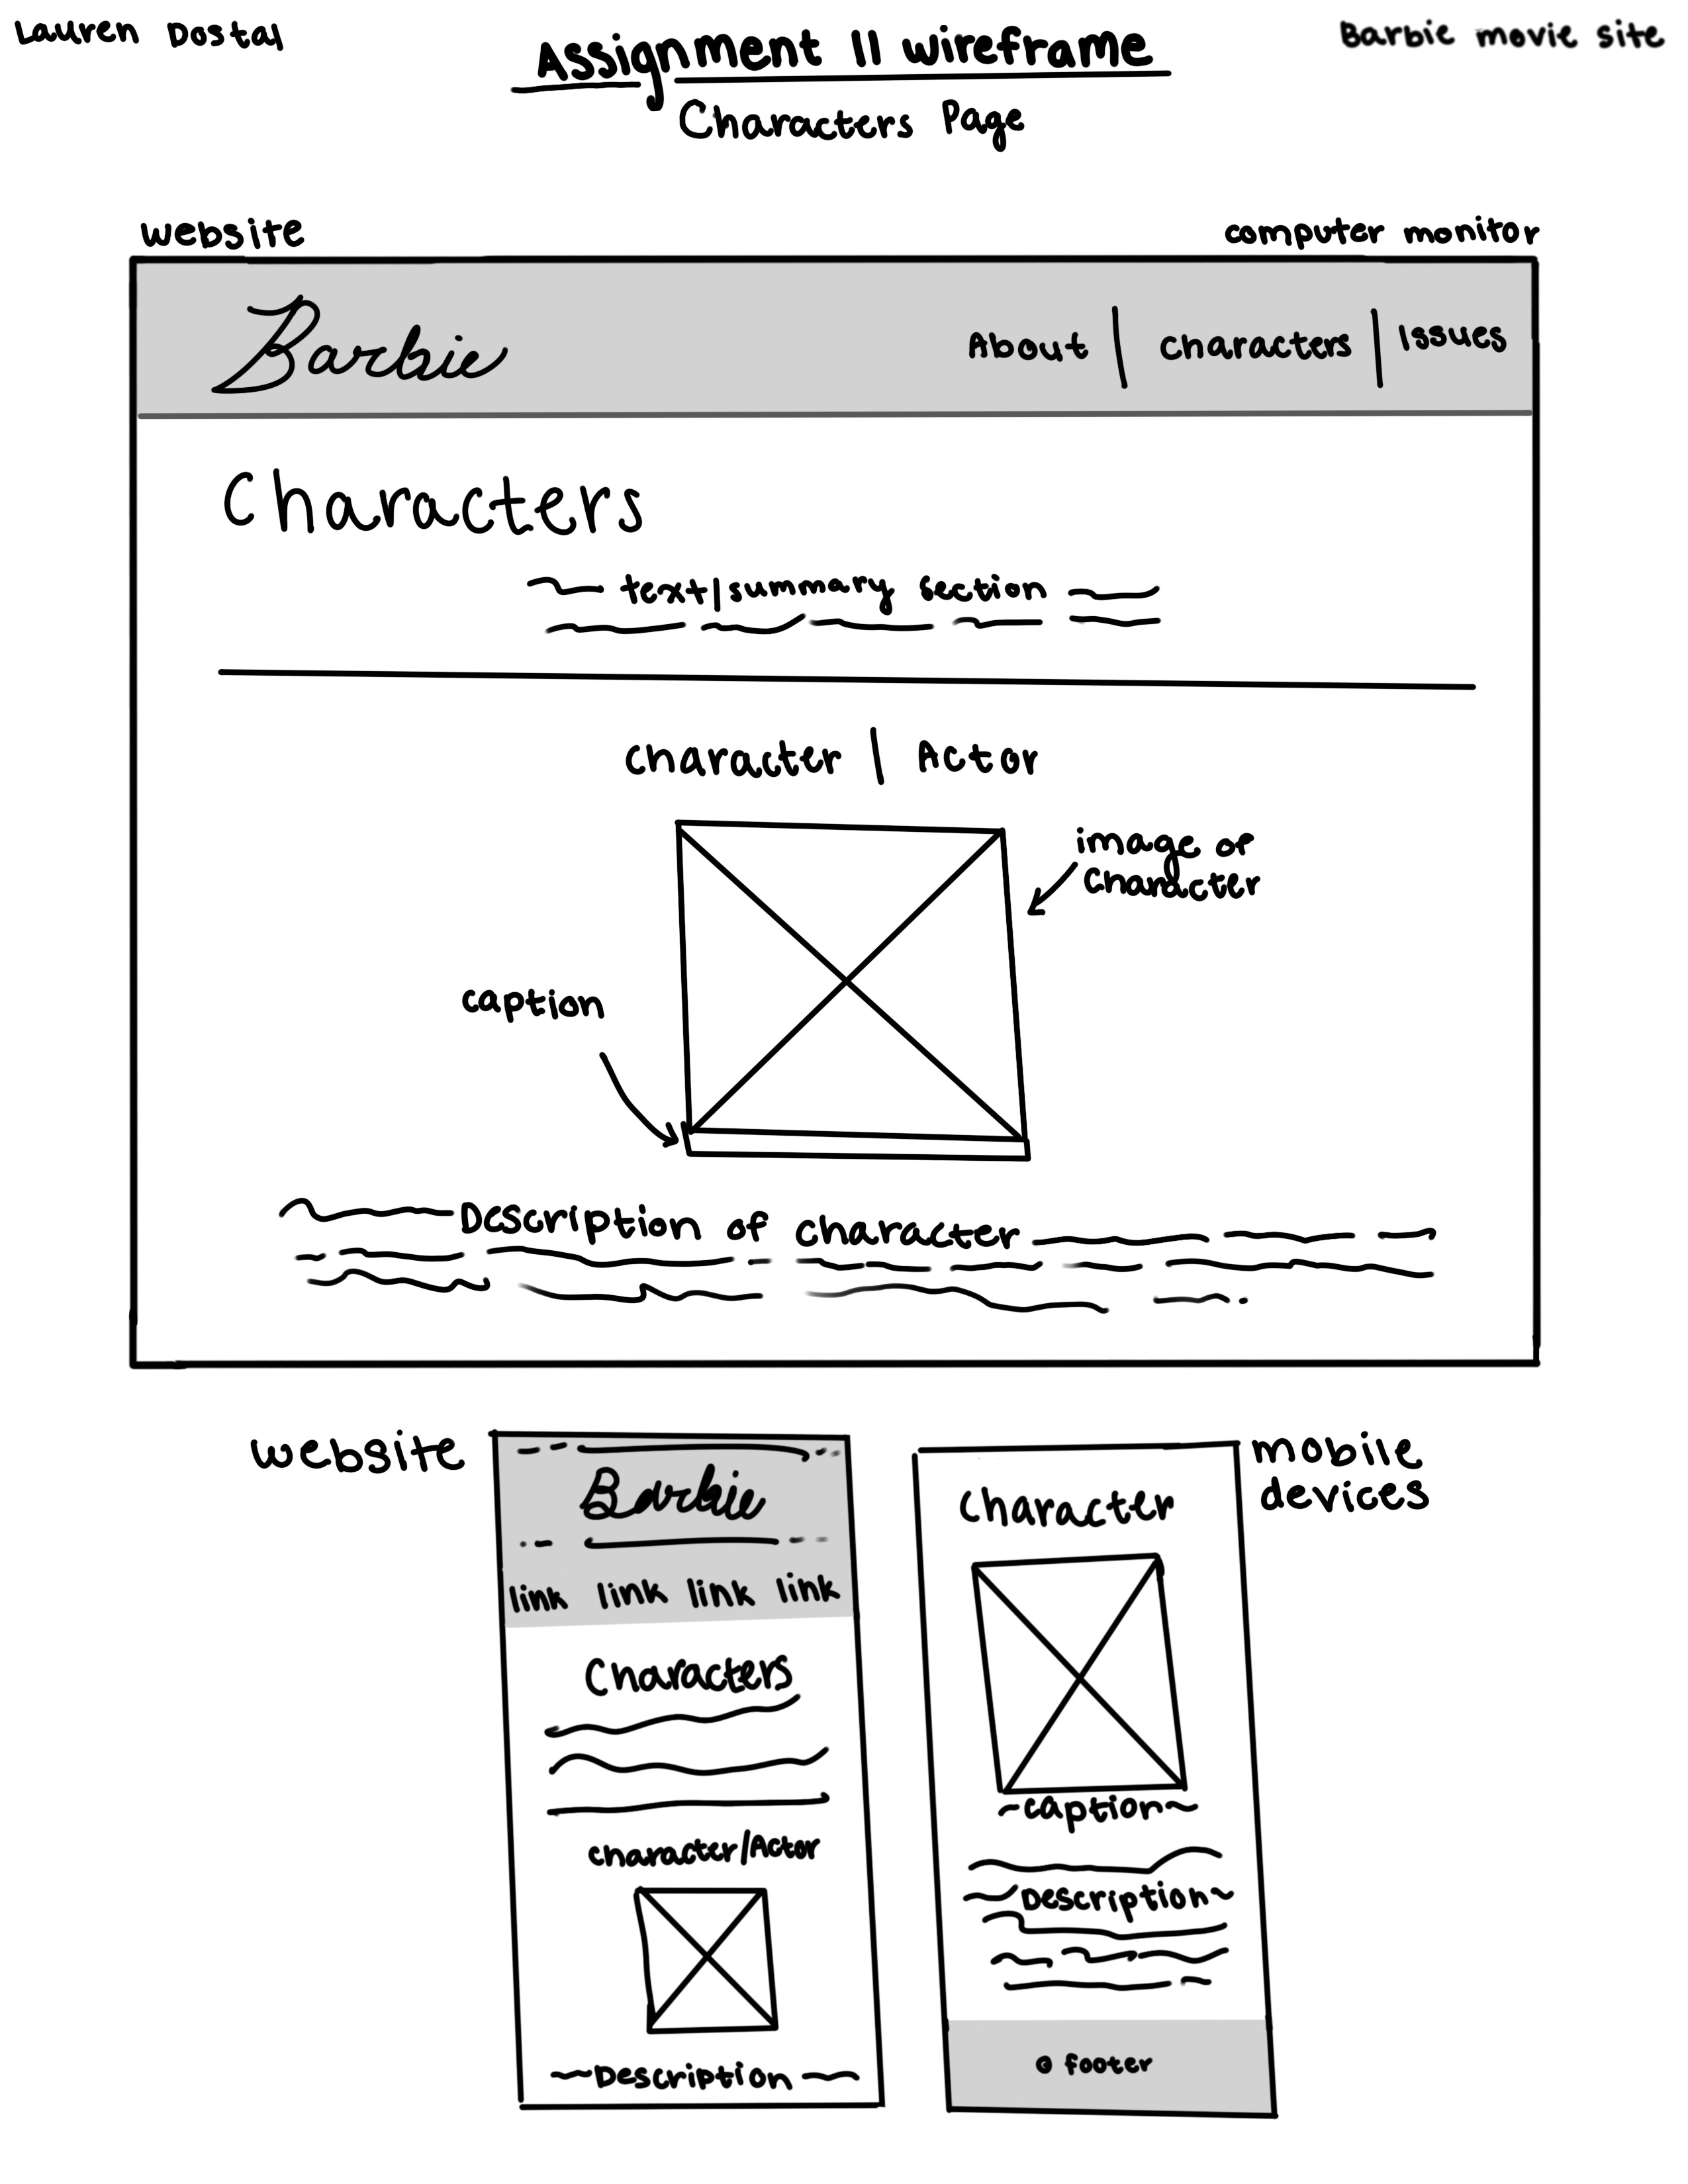 Lauren Dostal
Barbie movie site
Assignment 11 wireframe
Characters Page
website
computer monitor
Barbie
About | characters | Issues
Characters
text/summary section
character | Actor
image of
character
caption
Description of character
website
mobile
devices
Barbie
link link link link
Characters
character/Actor
Description
Character
caption
Description
© footer